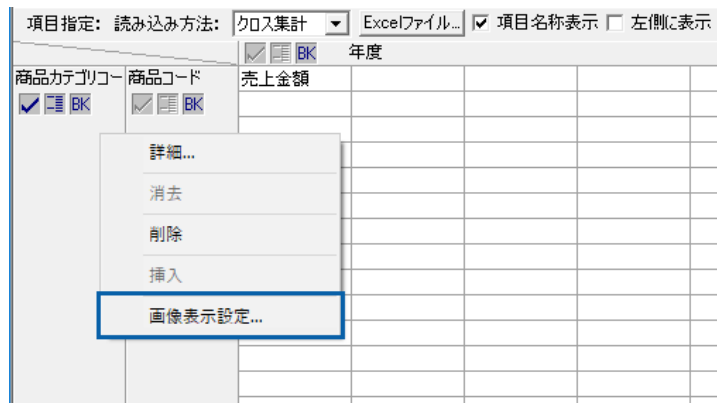 項目指定: 読み込み方法: クロス集計 Excelファイル... 項目名称表示 左側に表示
BK 年度
商品カテゴリコー 商品コード 売上金額
BK BK
詳細...
消去
削除
挿入
画像表示設定...